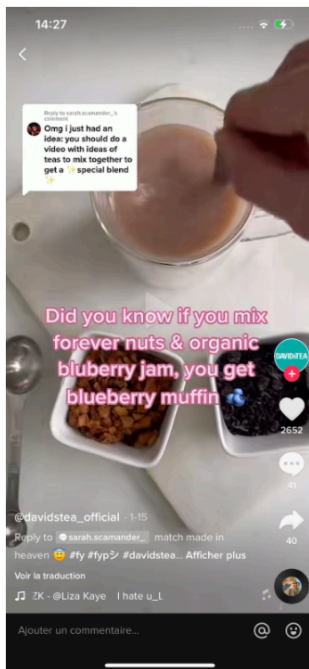 14:27
Reply to sarah.scamander_'s
comment
Omg i just had an
idea: you should do a
video with ideas of
teas to mix together to
get a ✨special blend
✨
Did you know if you mix
forever nuts & organic
bluberry jam, you get
blueberry muffin 🫐
DAVIDsTEA
2652
41
@davidstea_official · 1-15
Reply to sarah.scamander_ match made in
heaven 😇 #fy #fypシ #davidstea... Afficher plus
40
Voir la traduction
ZK - @Liza Kaye I hate u_l.
Ajouter un commentaire...